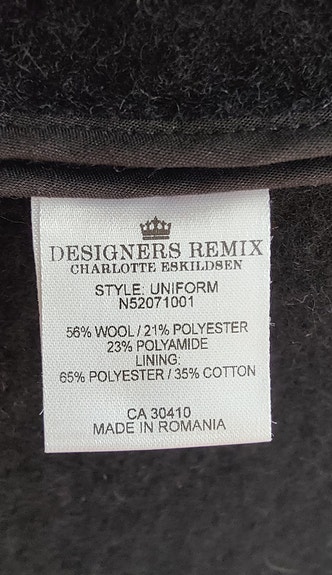 DESIGNERS REMIX
CHARLOTTE ESKILDSEN
STYLE: UNIFORM
N52071001
56% WOOL / 21% POLYESTER
23% POLYAMIDE
LINING:
65% POLYESTER / 35% COTTON
CA 30410
MADE IN ROMANIA